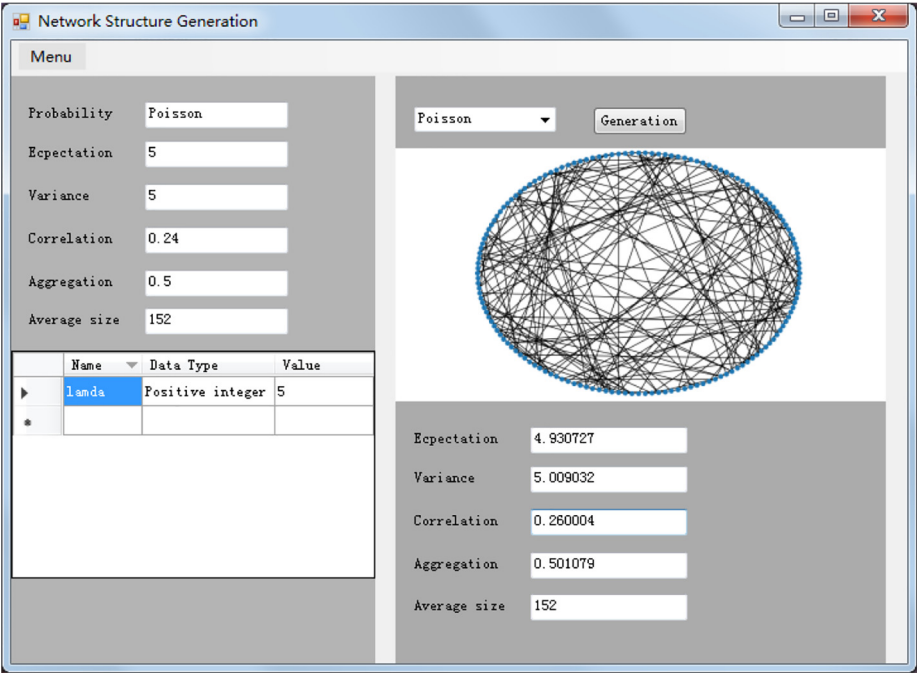 Network Structure Generation
Menu
Probability Poisson
Ecpectation 5
Variance 5
Correlation 0.24
Aggregation 0.5
Average size 152
Name Data Type Value
lamda Positive integer 5
Poisson Generation
Ecpectation 4.930727
Variance 5.009032
Correlation 0.260004
Aggregation 0.501079
Average size 152